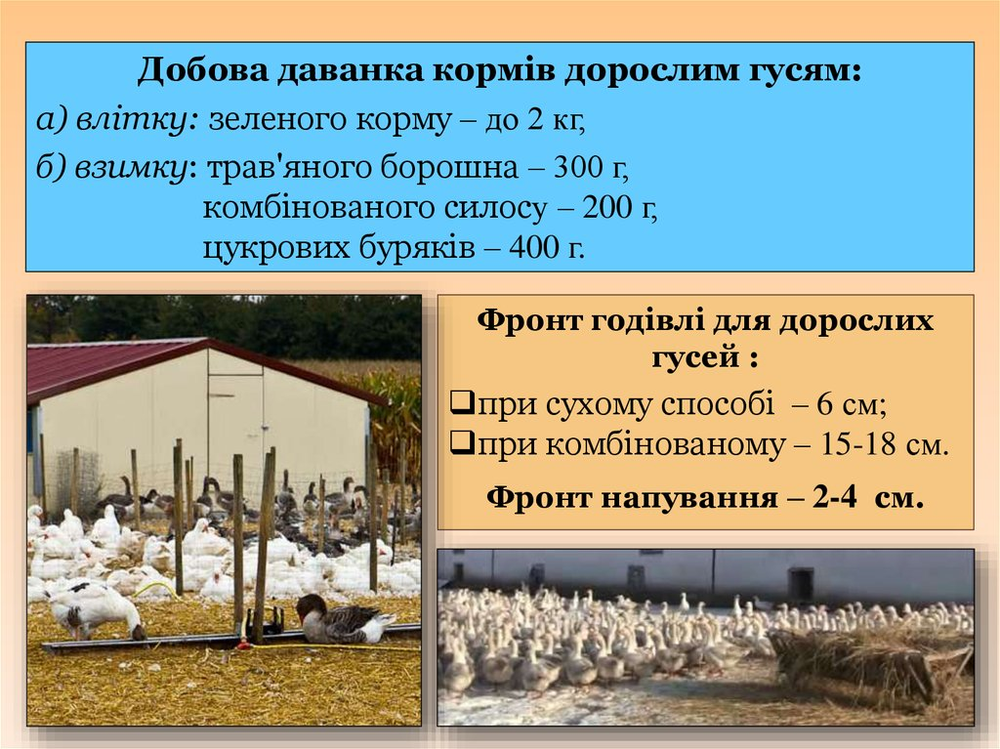 Добова даванка кормів дорослим гусям:
а) влітку: зеленого корму – до 2 кг,
б) взимку: трав'яного борошна – 300 г,
комбінованого силосу – 200 г,
цукрових буряків – 400 г.
Фронт годівлі для дорослих
гусей :
❑при сухому способі – 6 см;
❑при комбінованому – 15-18 см.
Фронт напування – 2-4 см.